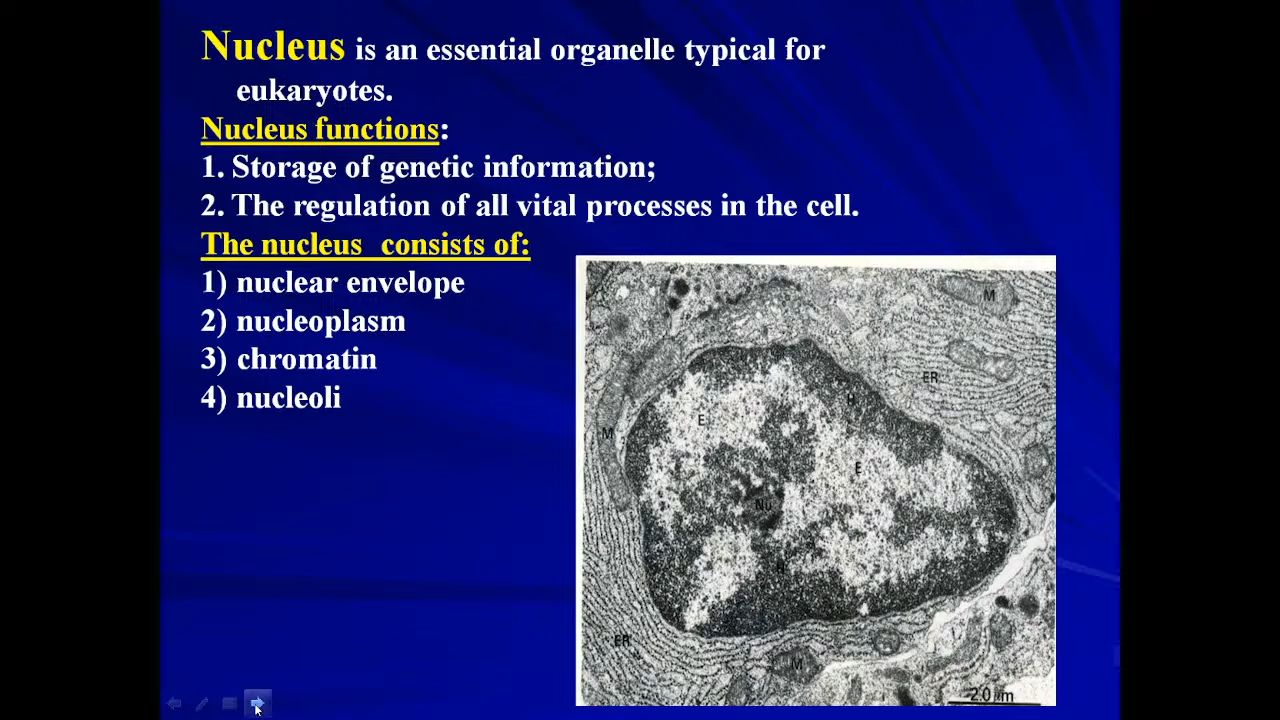 Nucleus is an essential organelle typical for
eukaryotes.
Nucleus functions:
1. Storage of genetic information;
2. The regulation of all vital processes in the cell.
The nucleus consists of:
1) nuclear envelope
2) nucleoplasm
3) chromatin
4) nucleoli
M
ER
H
E
M
E
Nu
H
ER
M
2.0 μm